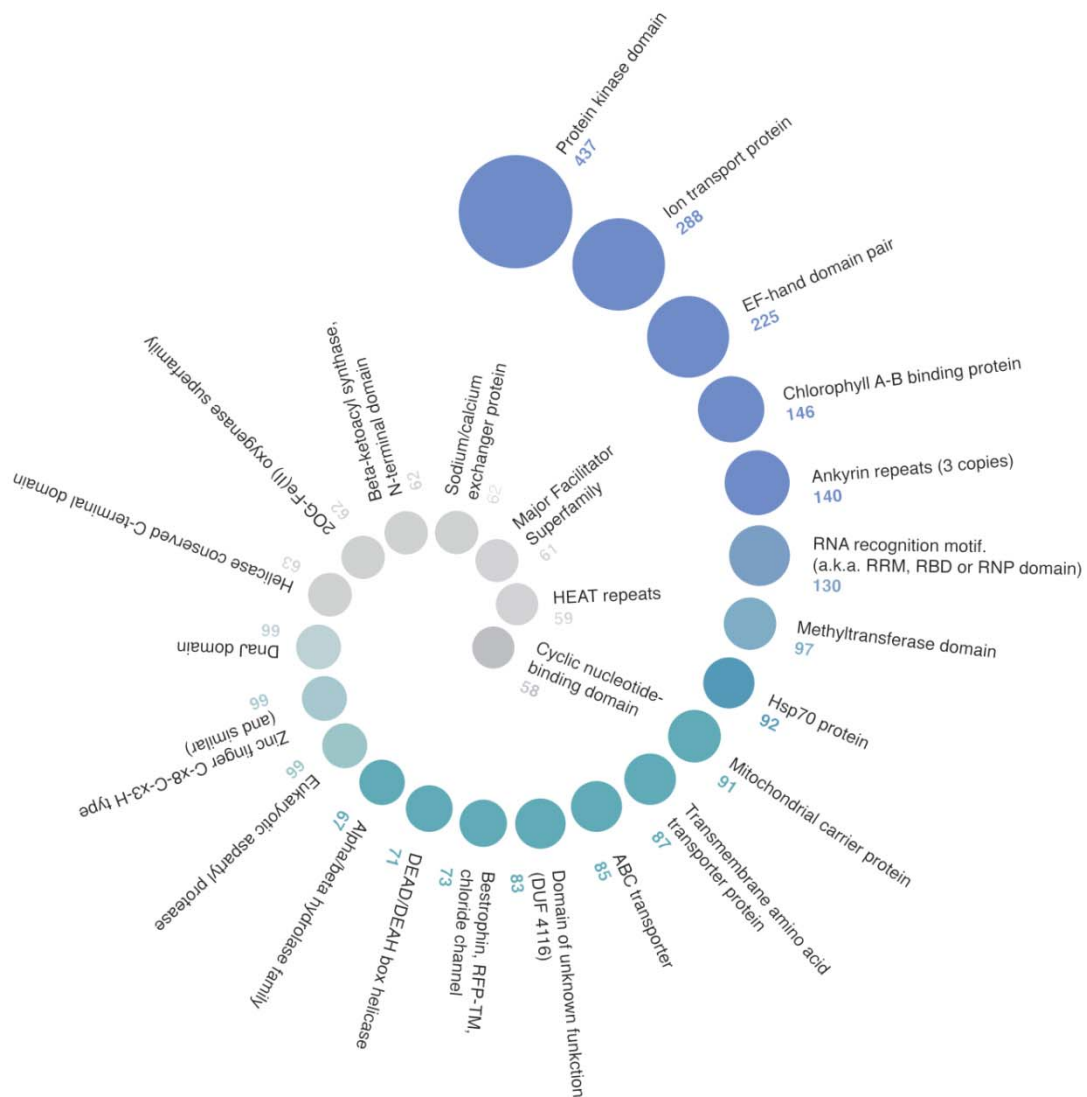 Protein kinase domain
437
Ion transport protein
288
EF-hand domain pair
225
Chlorophyll A-B binding protein
146
Ankyrin repeats (3 copies)
140
RNA recognition motif.
(a.k.a. RRM, RBD or RNP domain)
130
Methyltransferase domain
97
Hsp70 protein
92
Mitochondrial carrier protein
91
Transmembrane amino acid
transporter protein
87
ABC transporter
85
Domain of unknown funkction
(DUF 4116)
83
Bestrophin, RFP-TM,
chloride channel
73
DEAD/DEAH box helicase
71
Alpha/beta hydrolase family
67
Eukaryotic aspartyl protease
66
Zinc finger C-x8-C-x3-H type
(and similar)
66
DnaJ domain
66
Helicase conserved C-terminal domain
63
2OG-Fe(II) oxygenase superfamily
62
Beta-ketoacyl synthase,
N-terminal domain
62
Sodium/calcium
exchanger protein
62
Major Facilitator
Superfamily
61
HEAT repeats
59
Cyclic nucleotide-
binding domain
58